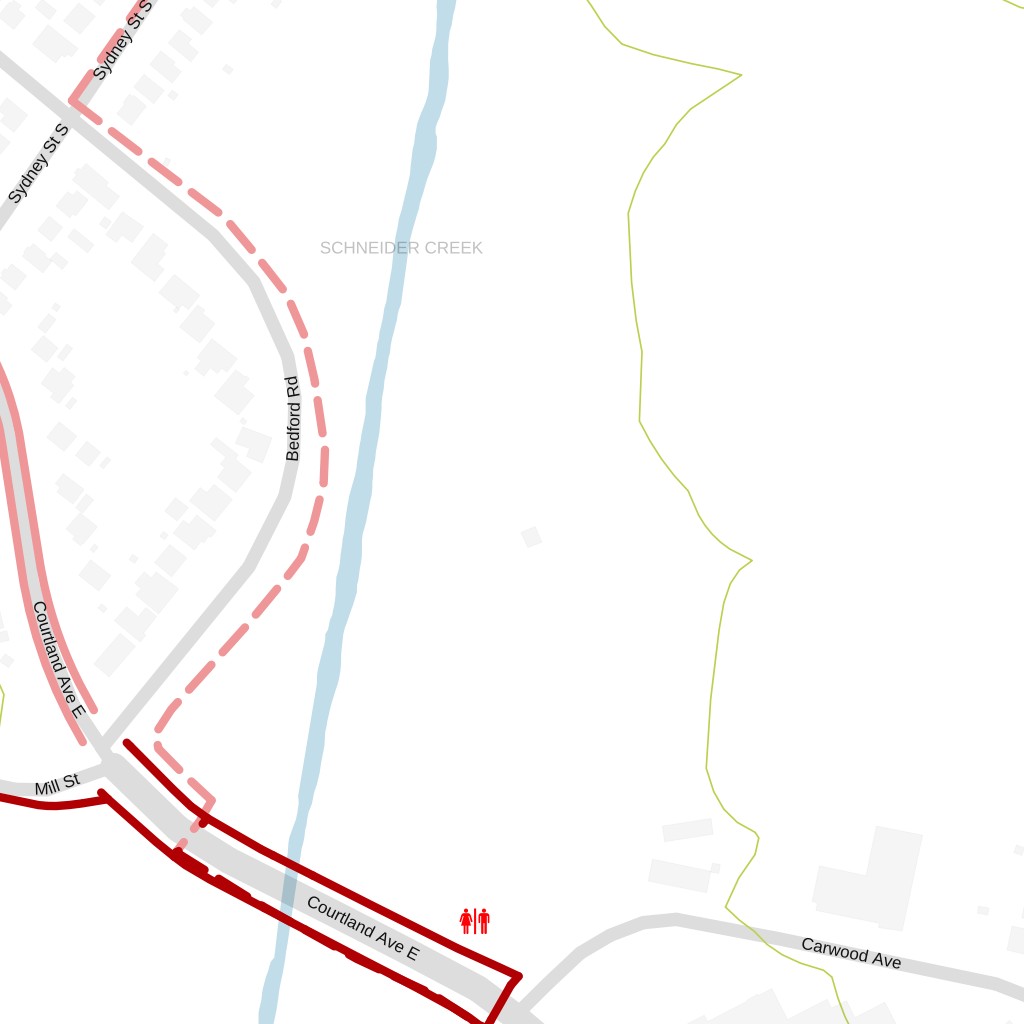 Sydney St S
Sydney St S
SCHNEIDER CREEK
Bedford Rd
Courtland Ave E
Mill St
Courtland Ave E
Carwood Ave